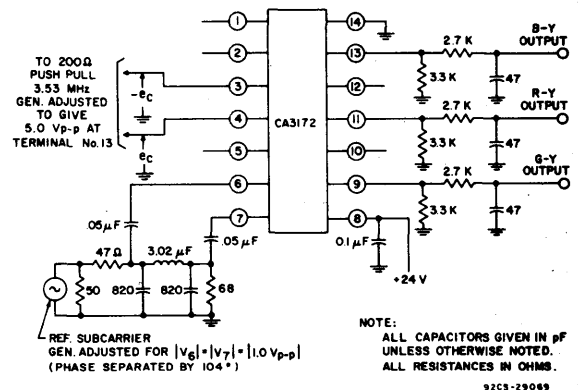 1
2
3
4
5
6
7
14
13
12
11
10
9
8
CA3172
TO 200Ω
PUSH PULL
3.53 MHz
GEN. ADJUSTED
TO GIVE
5.0 Vp-p AT
TERMINAL No.13
-eC
eC
.05μF
.05μF
47Ω
3.02 μF
50
820
820
68
REF. SUBCARRIER
GEN. ADJUSTED FOR |V6|=|V7|=|1.0 Vp-p|
(PHASE SEPARATED BY 104°)
2.7 K
B-Y
OUTPUT
3.3 K
47
2.7 K
R-Y
OUTPUT
3.3 K
47
2.7 K
G-Y
OUTPUT
3.3 K
47
0.1 μF
+24 V
NOTE:
ALL CAPACITORS GIVEN IN pF
UNLESS OTHERWISE NOTED.
ALL RESISTANCES IN OHMS.
92CS-29069